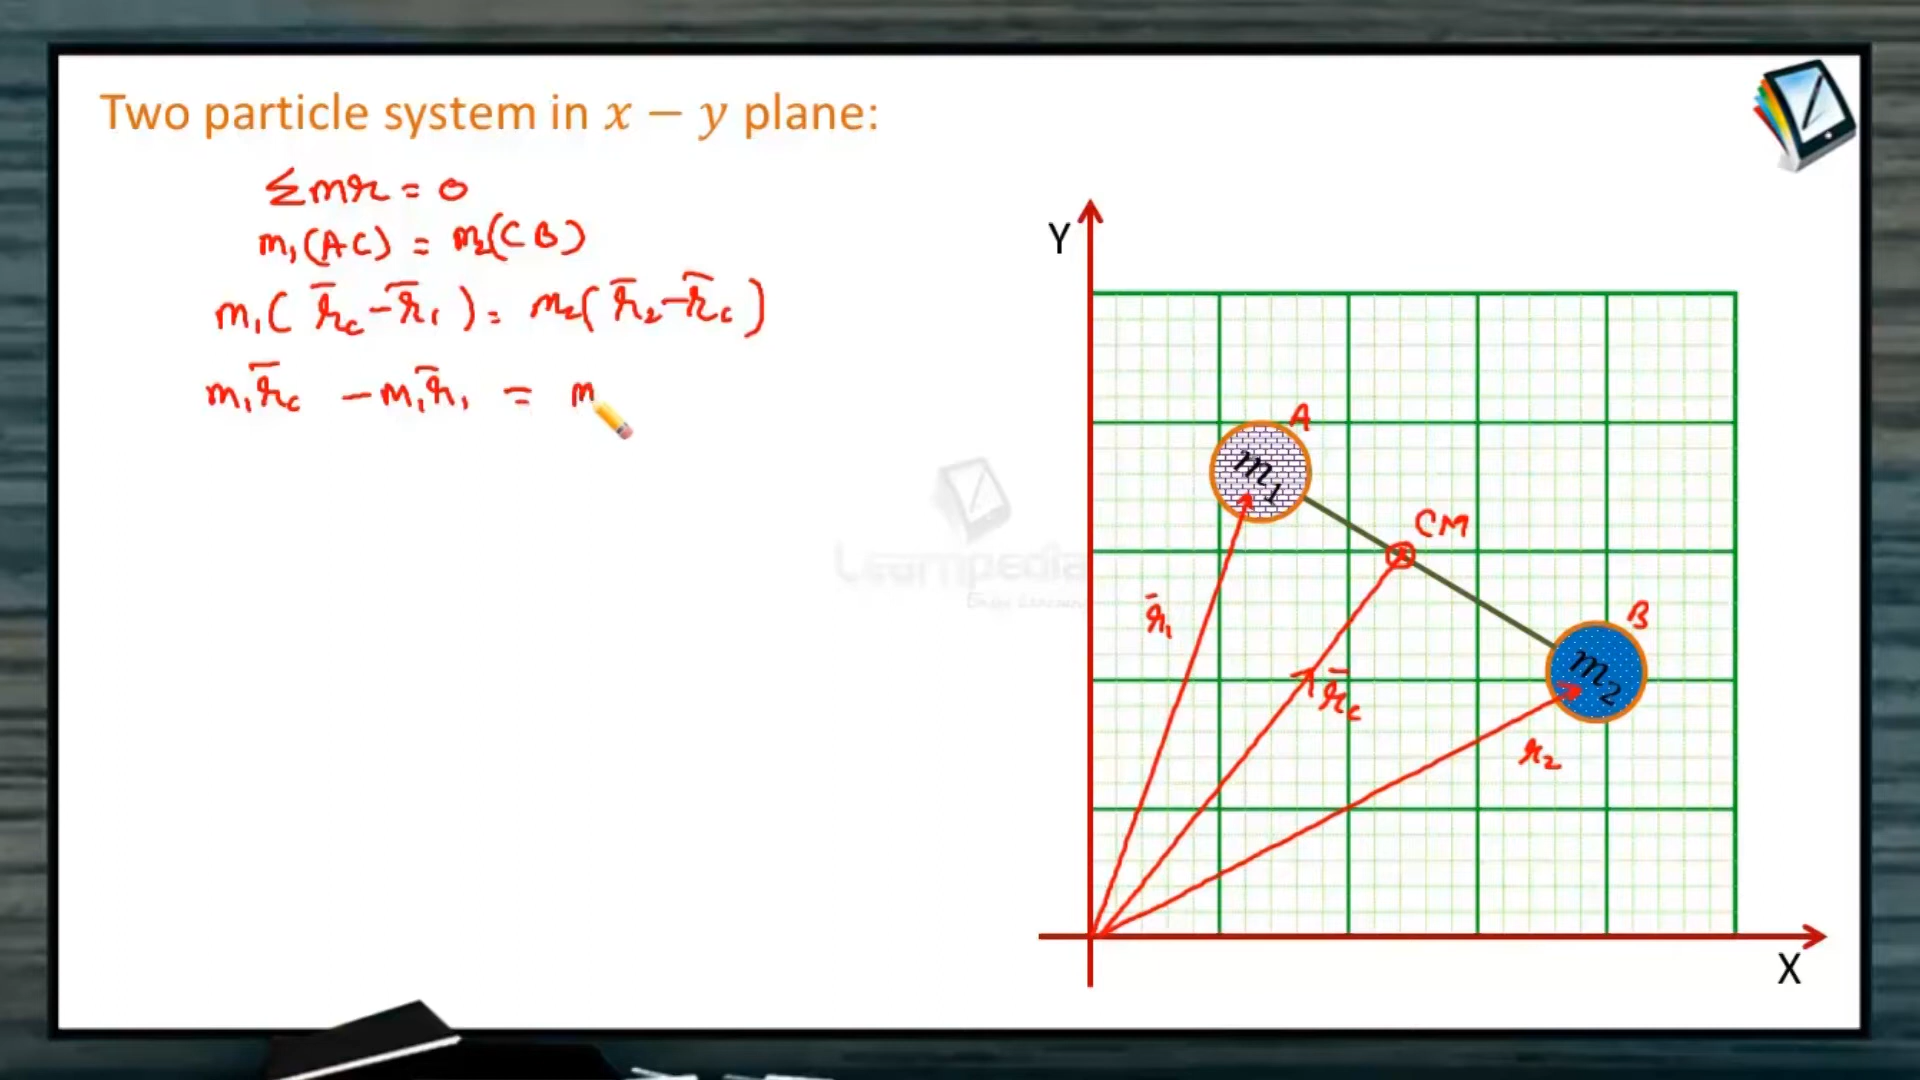 Two particle system in x − y plane:
Σmr = 0
m₁(AC) = m₂(CB)
m₁( r̄c − r̄₁ ) = m₂( r̄₂ − r̄c )
m₁r̄c − m₁r̄₁ = m
Y
A
m₁
CM
Learnpedia
r̄₁
B
m₂
r̄c
r₂
X